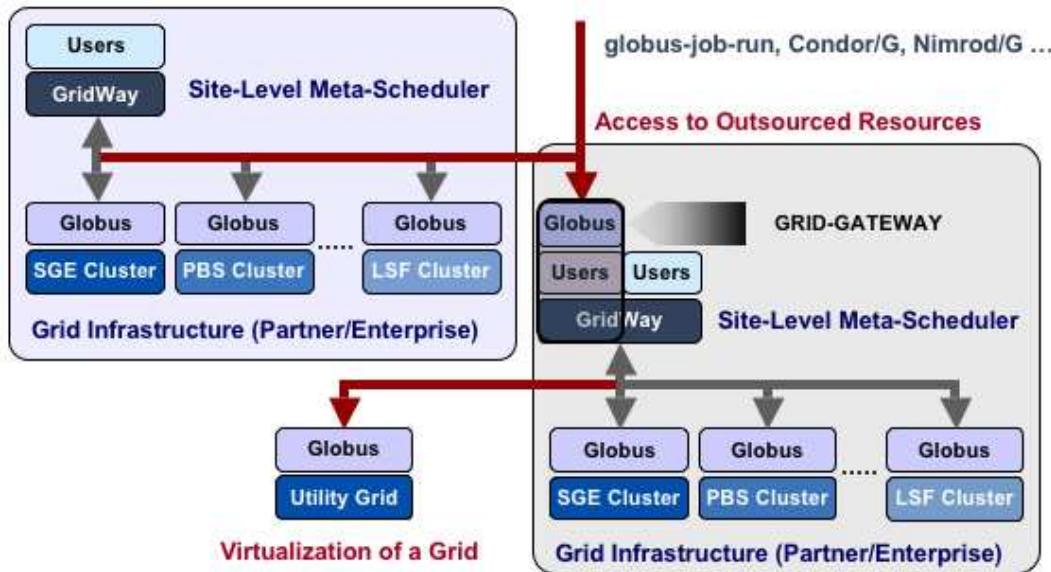 Users
GridWay
Site-Level Meta-Scheduler
globus-job-run, Condor/G, Nimrod/G ...
Access to Outsourced Resources
Globus
SGE Cluster
Globus
PBS Cluster
.....
Globus
LSF Cluster
Grid Infrastructure (Partner/Enterprise)
Globus
GRID-GATEWAY
Users
Users
GridWay
Site-Level Meta-Scheduler
Globus
Utility Grid
Virtualization of a Grid
Globus
SGE Cluster
Globus
PBS Cluster
.....
Globus
LSF Cluster
Grid Infrastructure (Partner/Enterprise)